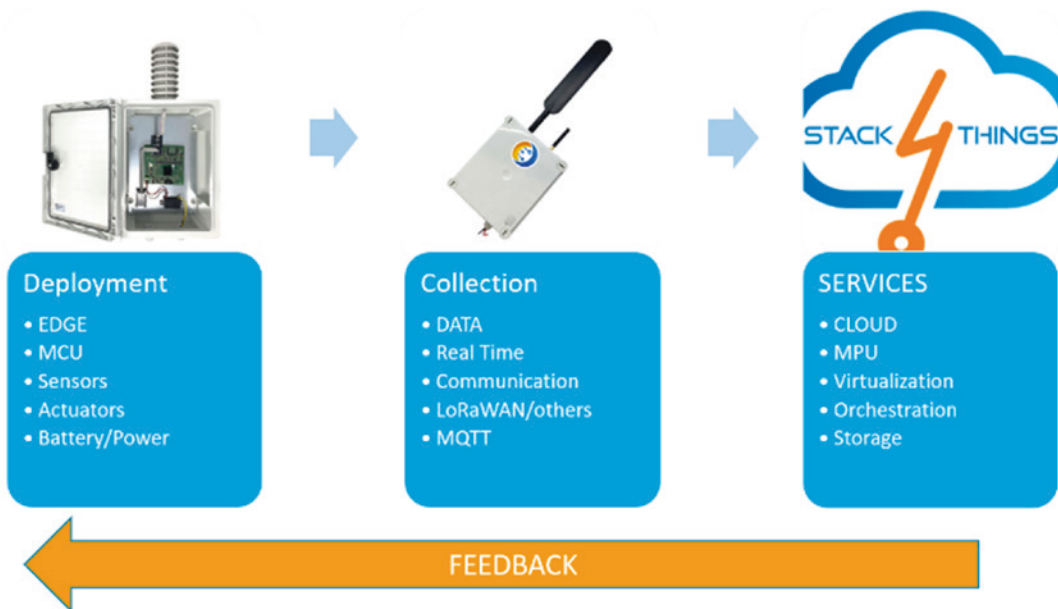 STACK THINGS
Deployment
• EDGE
• MCU
• Sensors
• Actuators
• Battery/Power
Collection
• DATA
• Real Time
• Communication
• LoRaWAN/others
• MQTT
SERVICES
• CLOUD
• MPU
• Virtualization
• Orchestration
• Storage
FEEDBACK